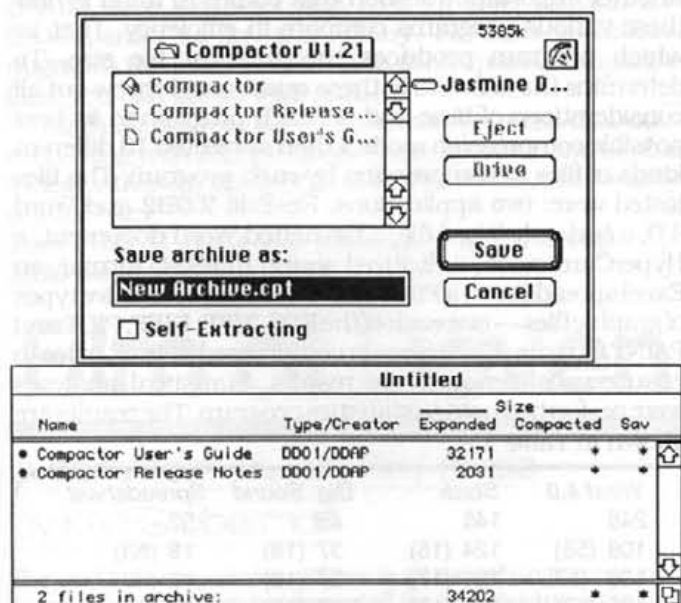 5305k
Compactor V1.21
Compactor
Compactor Releas...
Compactor User's G...
Jasmine D...
Eject
Drive
Save archive as:
Save
New Archive.cpt
Cancel
Self-Extracting
Untitled
Size
Name Type/Creator Expanded Compacted Sav
• Compactor User's Guide DD01/DDAP 32171 * *
• Compactor Release Notes DD01/DDAP 2031 * *
2 files in archive: 34202 * *